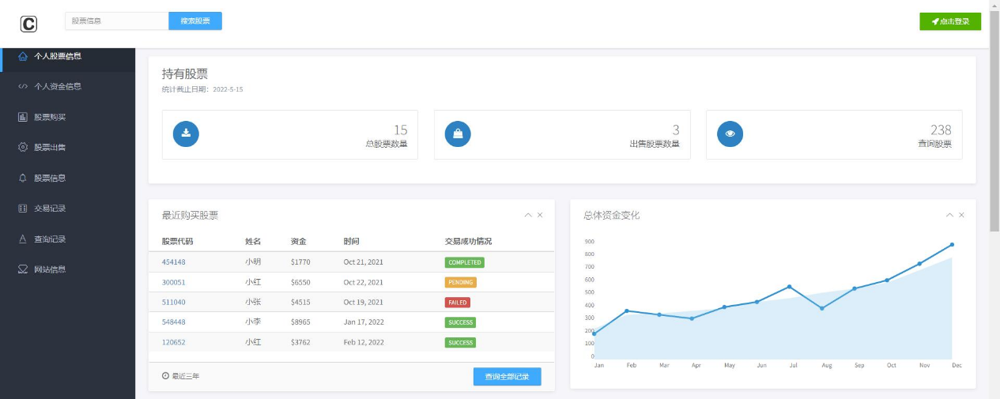 C
股票信息
搜索股票
点击登录
个人股票信息
个人资金信息
股票购买
股票出售
股票信息
交易记录
查询记录
网站信息
持有股票
统计截止日期：2022-5-15
15
总股票数量
3
出售股票数量
238
查询股票
最近购买股票
股票代码 姓名 资金 时间 交易成功情况
454148 小明 $1770 Oct 21, 2021 COMPLETED
300051 小红 $6550 Oct 22, 2021 PENDING
511040 小张 $4515 Oct 19, 2021 FAILED
548448 小李 $8965 Jan 17, 2022 SUCCESS
120652 小红 $3762 Feb 12, 2022 SUCCESS
最近三年
查询全部记录
总体资金变化
900
800
700
600
500
400
300
200
100
0
Jan Feb Mar Apr May Jun Jul Aug Sep Oct Nov Dec